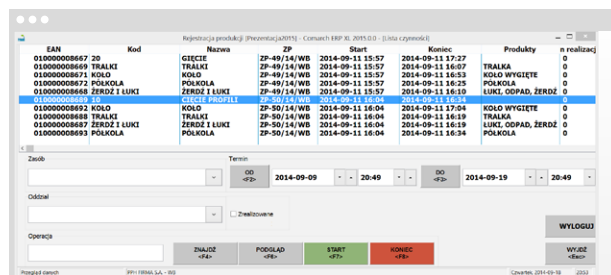 Rejestracja produkcji [Prezentacja2015] - Comarch ERP XL 2015.0.0 - [Lista czynności]
EAN Kod Nazwa ZP Start Koniec Produkty n realizacj
010000008667 20 GIĘCIE ZP-49/14/WB 2014-09-11 15:57 2014-09-11 17:27 0
010000008669 TRALKI TRALKI ZP-49/14/WB 2014-09-11 15:57 2014-09-11 16:07 TRALKA 0
010000008671 KOŁO KOŁO ZP-49/14/WB 2014-09-11 15:57 2014-09-11 16:53 KOŁO WYGIĘTE 0
010000008672 PÓŁKOLA PÓŁKOLA ZP-49/14/WB 2014-09-11 15:57 2014-09-11 16:25 PÓŁKOLA 0
010000008668 ŻERDŹ I ŁUKI ŻERDŹ I ŁUKI ZP-49/14/WB 2014-09-11 15:57 2014-09-11 16:10 ŁUKI, ODPAD, ŻERDŹ 0
010000008689 10 CIĘCIE PROFILI ZP-50/14/WB 2014-09-11 16:04 2014-09-11 16:34 0
010000008692 KOŁO KOŁO ZP-50/14/WB 2014-09-11 16:04 2014-09-11 17:04 KOŁO WYGIĘTE 0
010000008688 TRALKI TRALKI ZP-50/14/WB 2014-09-11 16:04 2014-09-11 16:19 TRALKA 0
010000008687 ŻERDŹ I ŁUKI ŻERDŹ I ŁUKI ZP-50/14/WB 2014-09-11 16:04 2014-09-11 16:19 ŁUKI, ODPAD, ŻERDŹ 0
010000008693 PÓŁKOLA PÓŁKOLA ZP-50/14/WB 2014-09-11 16:04 2014-09-11 16:34 PÓŁKOLA 0
Zasób Termin
OD <F2> 2014-09-09 20:49 DO <F3> 2014-09-19 20:49
Oddział
Zrealizowane
WYLOGUJ
Operacja
ZNAJDŹ <F4> PODGLĄD <F6> START <F7> KONIEC <F8> WYJDŹ <Esc>
Przegląd danych FIRMA S.A. - WB Czwartek, 2014-09-18 20:53